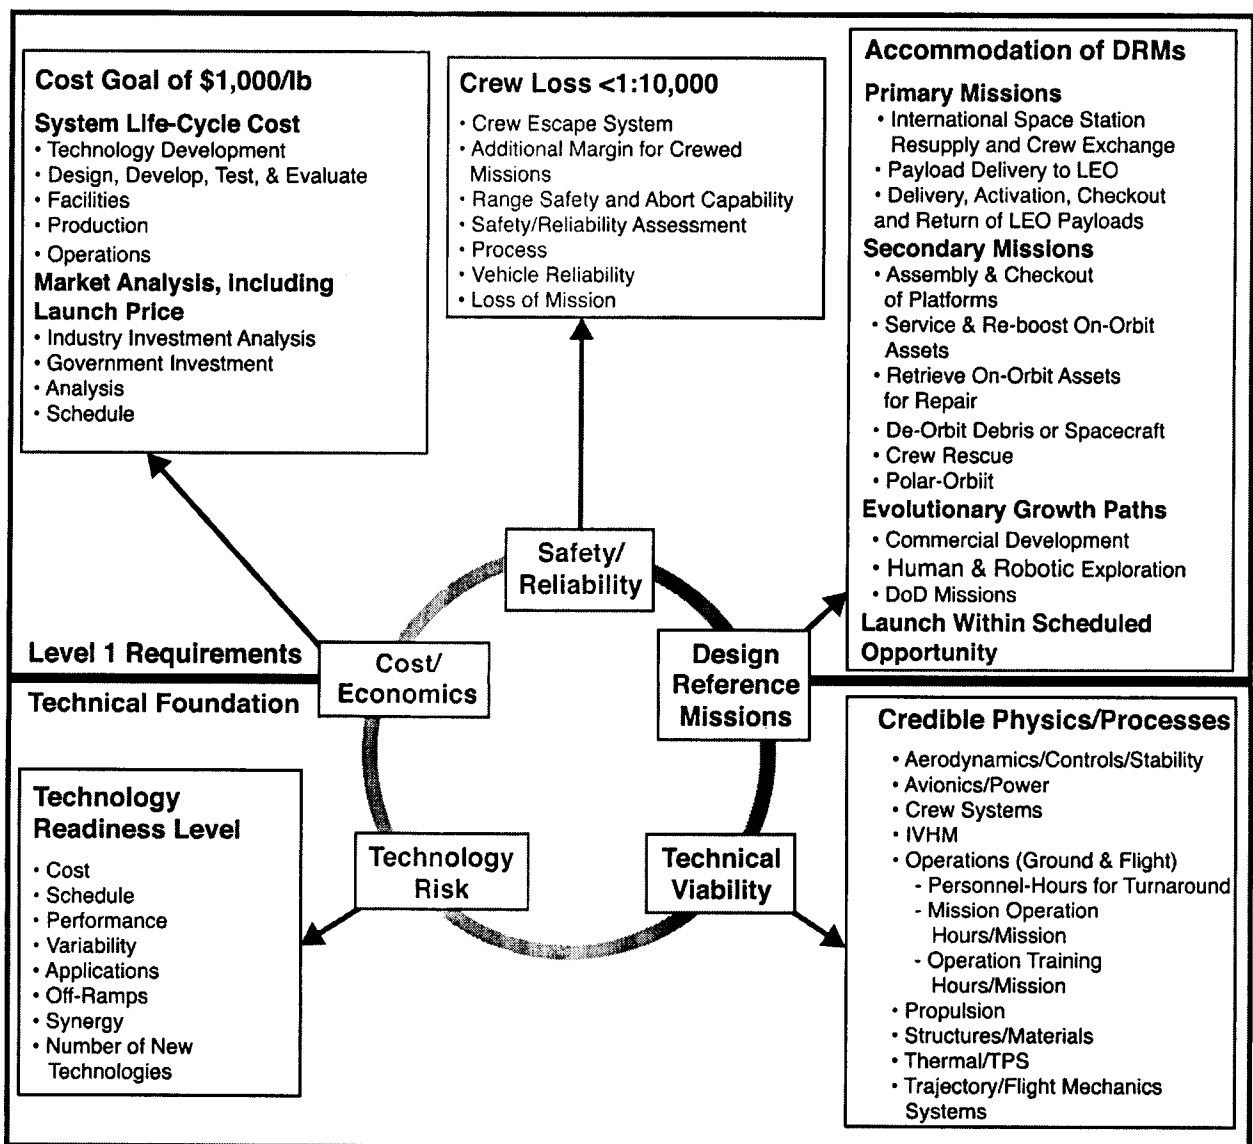 Cost Goal of $1,000/lb
System Life-Cycle Cost
· Technology Development
· Design, Develop, Test, & Evaluate
· Facilities
· Production
· Operations
Market Analysis, including
Launch Price
· Industry Investment Analysis
· Government Investment
· Analysis
· Schedule
Crew Loss <1:10,000
· Crew Escape System
· Additional Margin for Crewed
Missions
· Range Safety and Abort Capability
· Safety/Reliability Assessment
· Process
· Vehicle Reliability
· Loss of Mission
Accommodation of DRMs
Primary Missions
· International Space Station
Resupply and Crew Exchange
· Payload Delivery to LEO
· Delivery, Activation, Checkout
and Return of LEO Payloads
Secondary Missions
· Assembly & Checkout
of Platforms
· Service & Re-boost On-Orbit
Assets
· Retrieve On-Orbit Assets
for Repair
· De-Orbit Debris or Spacecraft
· Crew Rescue
· Polar-Orbiit
Evolutionary Growth Paths
· Commercial Development
· Human & Robotic Exploration
· DoD Missions
Launch Within Scheduled
Opportunity
Safety/
Reliability
Level 1 Requirements
Cost/
Economics
Design
Reference
Missions
Technical Foundation
Technology
Readiness Level
· Cost
· Schedule
· Performance
· Variability
· Applications
· Off-Ramps
· Synergy
· Number of New
Technologies
Technology
Risk
Technical
Viability
Credible Physics/Processes
· Aerodynamics/Controls/Stability
· Avionics/Power
· Crew Systems
· IVHM
· Operations (Ground & Flight)
- Personnel-Hours for Turnaround
- Mission Operation
Hours/Mission
- Operation Training
Hours/Mission
· Propulsion
· Structures/Materials
· Thermal/TPS
· Trajectory/Flight Mechanics
Systems